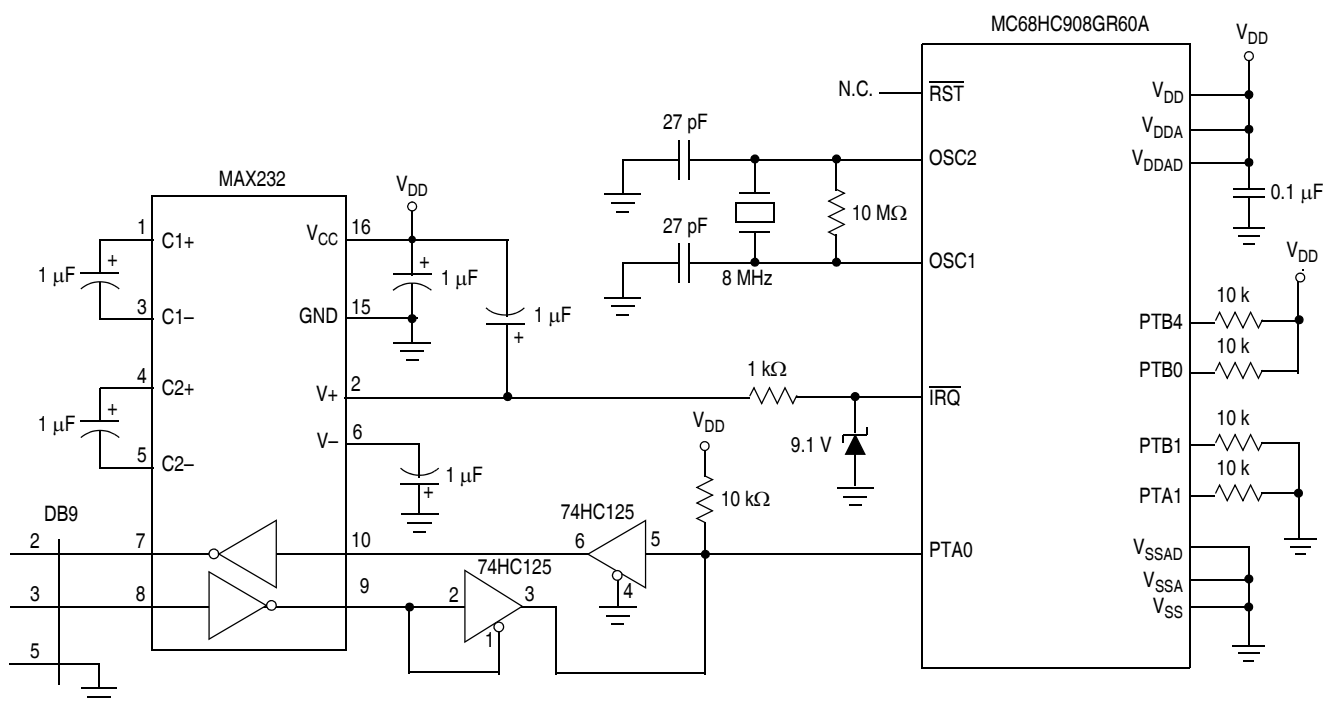 MC68HC908GR60A
V_DD
N.C.
RST
V_DD
27 pF
V_DDA
OSC2
V_DDAD
MAX232
V_DD
10 MΩ
0.1 μF
1
C1+
V_CC
16
27 pF
OSC1
V_DD
+
1 μF
+
1 μF
8 MHz
10 k
3
C1–
GND
15
1 μF
+
PTB4
10 k
PTB0
4
C2+
V+
2
1 kΩ
IRQ
+
1 μF
V–
6
V_DD
9.1 V
10 k
PTB1
5
C2–
1 μF
+
10 kΩ
10 k
PTA1
DB9
74HC125
2
7
10
6
5
PTA0
V_SSAD
74HC125
4
3
8
9
2
3
V_SSA
1
V_SS
5